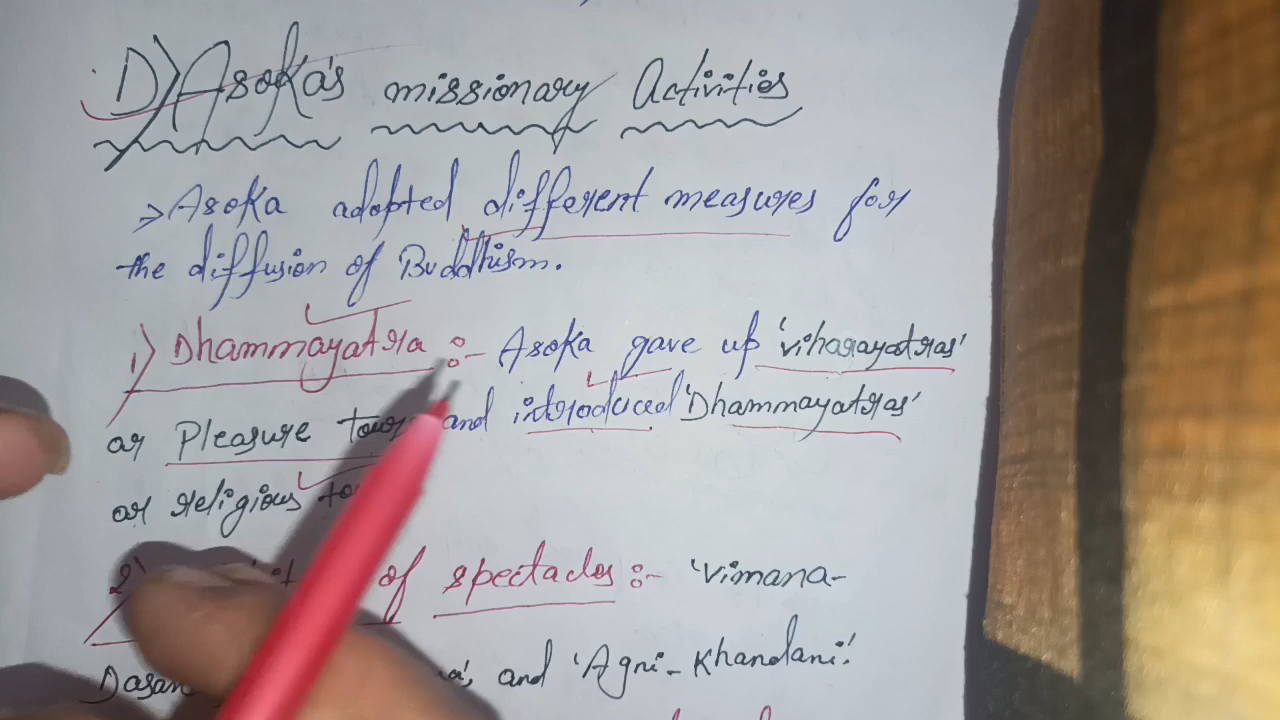 D) Asoka's missionary Activities
⇒ Asoka adopted different measures for
the diffusion of Buddhism.
1) Dhammayatra :- Asoka gave up 'viharayatras'
or Pleasure and introduced 'Dhammayatras'
or religious
2) of spectacles :- 'Vimana-
and 'Agni-Khandani'.